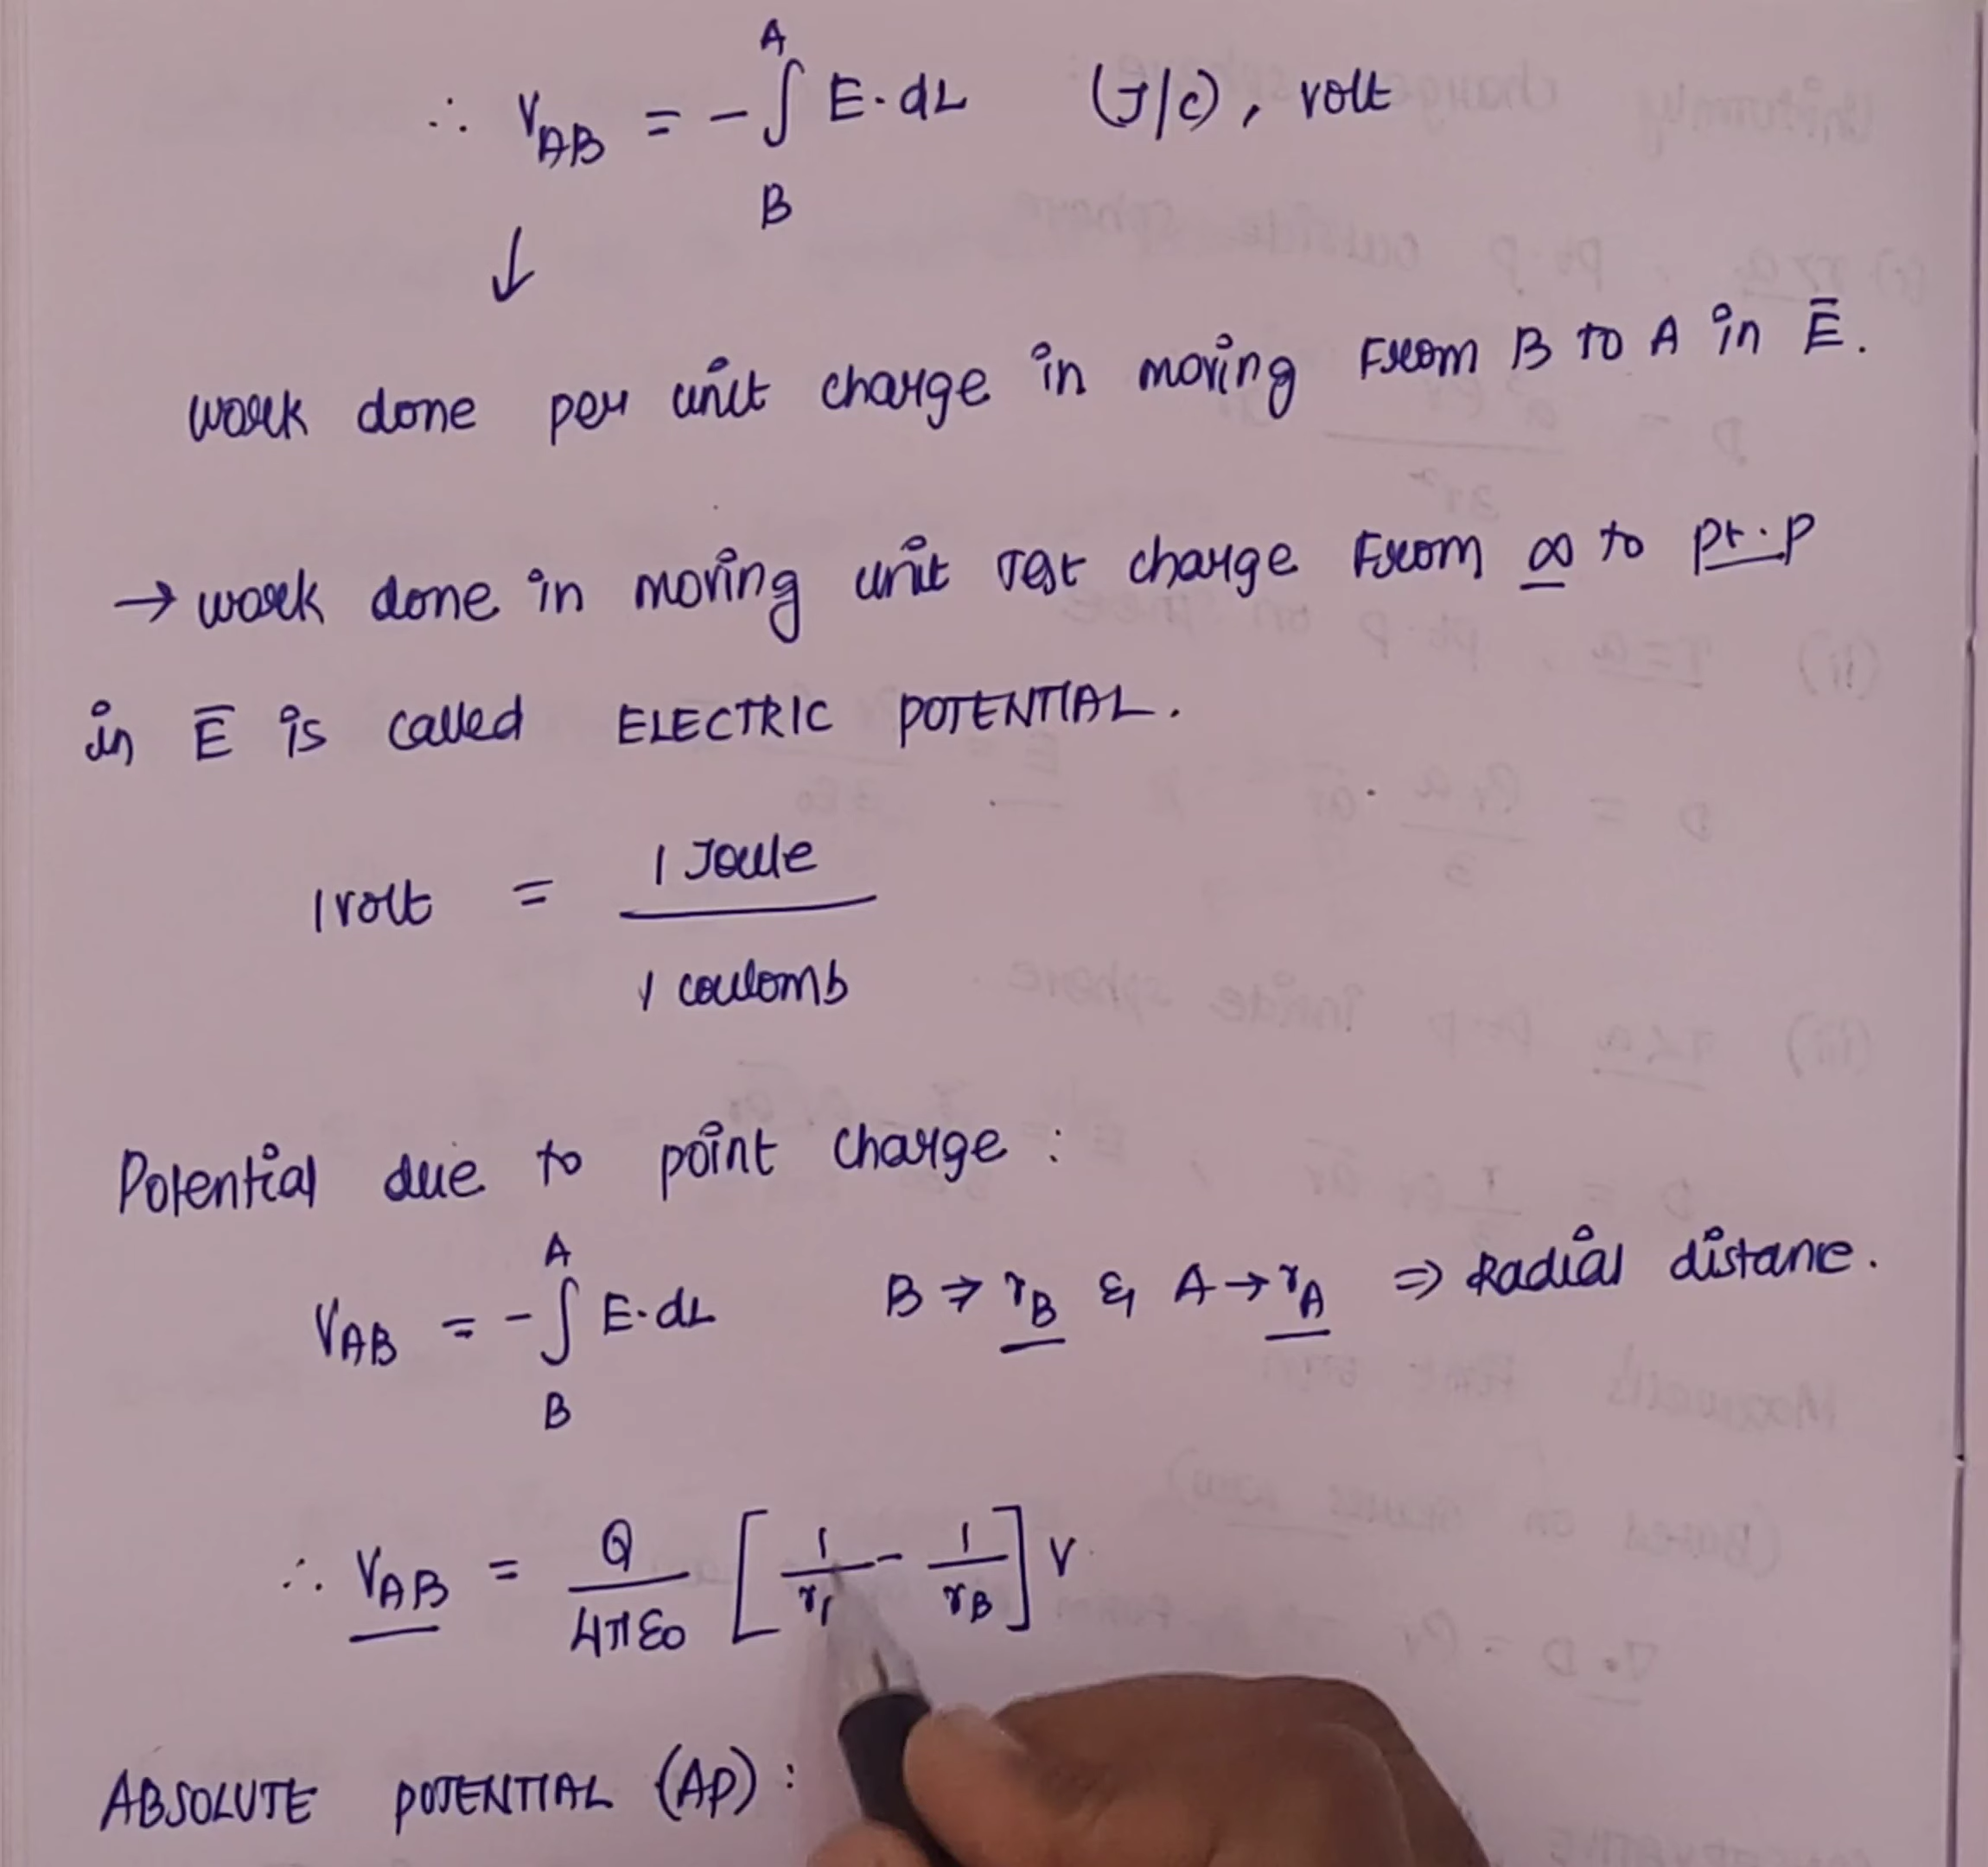 ∴ V_AB = - ∫_B^A E·dL (J/C), volt
↓
work done per unit charge in moving From B to A in Ē.
→ work done in moving unit Test charge From ∞ to pt.p
in Ē is called ELECTRIC POTENTIAL.
1 volt = 1 Joule / 1 coulomb
Potential due to point charge :
V_AB = - ∫_B^A E·dL B → r_B & A → r_A ⇒ Radial distane.
∴ V_AB = Q / 4πε0 [ 1/r - 1/r_B ] V
ABSOLUTE POTENTIAL (AP) :